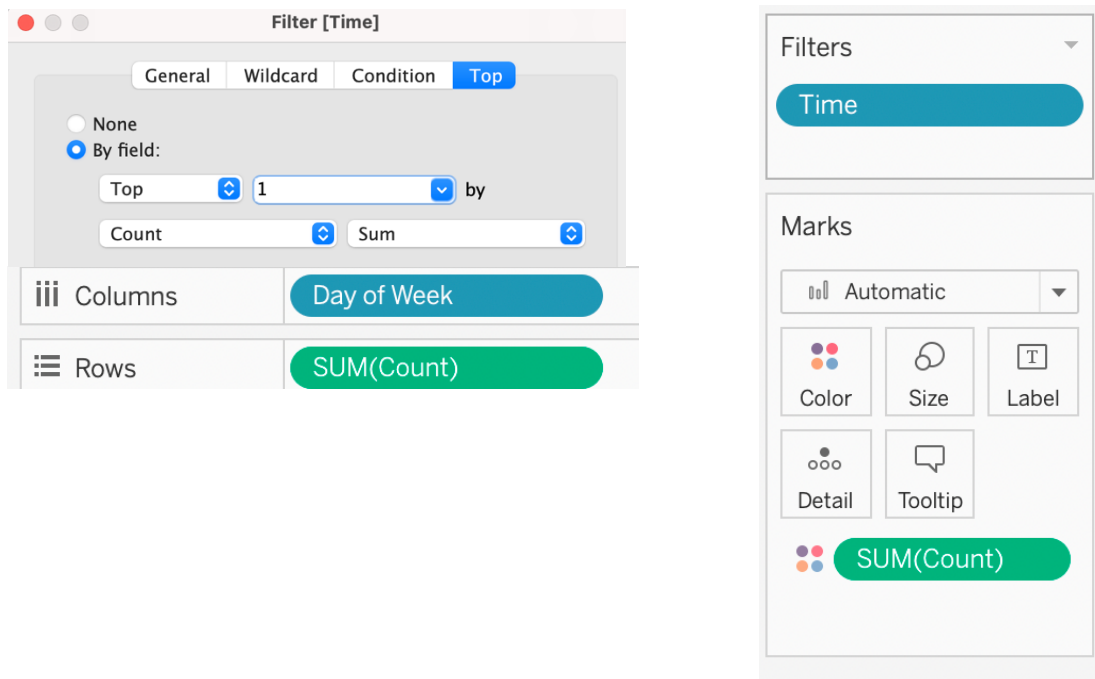 Filter [Time]
General Wildcard Condition Top
None
By field:
Top 1 by
Count Sum
Columns Day of Week
Rows SUM(Count)
Filters
Time
Marks
Automatic
Color Size T Label
Detail Tooltip
SUM(Count)